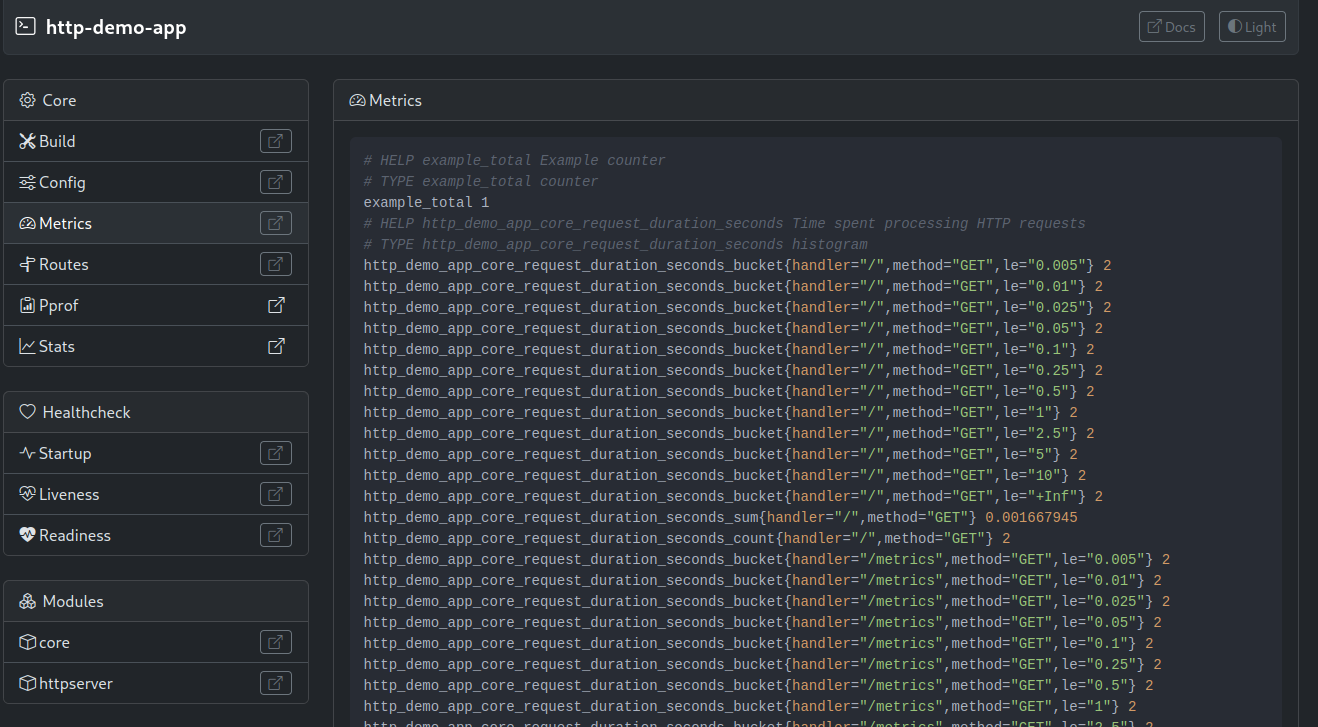 http-demo-app
Docs
Light
Core
Build
Config
Metrics
Routes
Pprof
Stats
Healthcheck
Startup
Liveness
Readiness
Modules
core
httpserver
Metrics
# HELP example_total Example counter
# TYPE example_total counter
example_total 1
# HELP http_demo_app_core_request_duration_seconds Time spent processing HTTP requests
# TYPE http_demo_app_core_request_duration_seconds histogram
http_demo_app_core_request_duration_seconds_bucket{handler="/",method="GET",le="0.005"} 2
http_demo_app_core_request_duration_seconds_bucket{handler="/",method="GET",le="0.01"} 2
http_demo_app_core_request_duration_seconds_bucket{handler="/",method="GET",le="0.025"} 2
http_demo_app_core_request_duration_seconds_bucket{handler="/",method="GET",le="0.05"} 2
http_demo_app_core_request_duration_seconds_bucket{handler="/",method="GET",le="0.1"} 2
http_demo_app_core_request_duration_seconds_bucket{handler="/",method="GET",le="0.25"} 2
http_demo_app_core_request_duration_seconds_bucket{handler="/",method="GET",le="0.5"} 2
http_demo_app_core_request_duration_seconds_bucket{handler="/",method="GET",le="1"} 2
http_demo_app_core_request_duration_seconds_bucket{handler="/",method="GET",le="2.5"} 2
http_demo_app_core_request_duration_seconds_bucket{handler="/",method="GET",le="5"} 2
http_demo_app_core_request_duration_seconds_bucket{handler="/",method="GET",le="10"} 2
http_demo_app_core_request_duration_seconds_bucket{handler="/",method="GET",le="+Inf"} 2
http_demo_app_core_request_duration_seconds_sum{handler="/",method="GET"} 0.001667945
http_demo_app_core_request_duration_seconds_count{handler="/",method="GET"} 2
http_demo_app_core_request_duration_seconds_bucket{handler="/metrics",method="GET",le="0.005"} 2
http_demo_app_core_request_duration_seconds_bucket{handler="/metrics",method="GET",le="0.01"} 2
http_demo_app_core_request_duration_seconds_bucket{handler="/metrics",method="GET",le="0.025"} 2
http_demo_app_core_request_duration_seconds_bucket{handler="/metrics",method="GET",le="0.05"} 2
http_demo_app_core_request_duration_seconds_bucket{handler="/metrics",method="GET",le="0.1"} 2
http_demo_app_core_request_duration_seconds_bucket{handler="/metrics",method="GET",le="0.25"} 2
http_demo_app_core_request_duration_seconds_bucket{handler="/metrics",method="GET",le="0.5"} 2
http_demo_app_core_request_duration_seconds_bucket{handler="/metrics",method="GET",le="1"} 2
http_demo_app_core_request_duration_seconds_bucket{handler="/metrics",method="GET",le="2.5"} 2